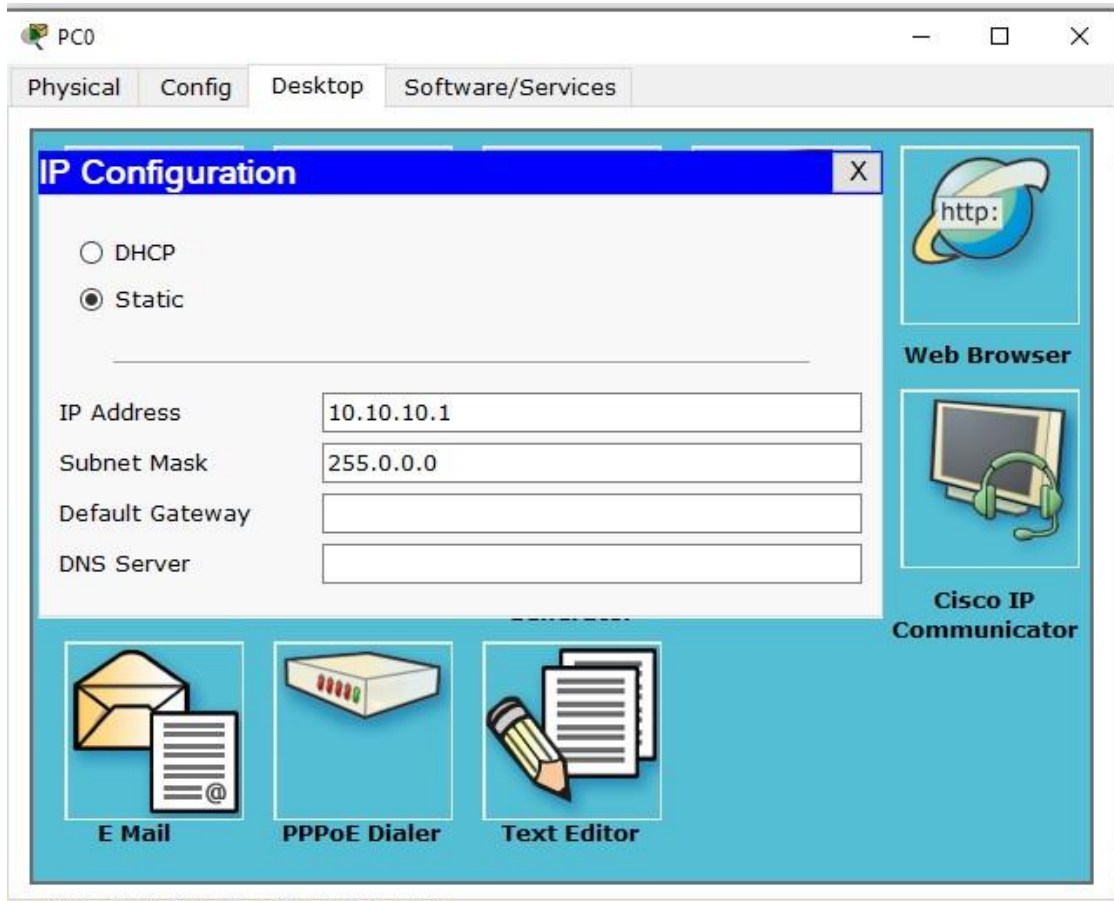 PC0
Physical Config Desktop Software/Services
IP Configuration X
http:
DHCP
Static
Web Browser
IP Address 10.10.10.1
Subnet Mask 255.0.0.0
Default Gateway
DNS Server
Cisco IP
Communicator
@
E Mail PPPoE Dialer Text Editor